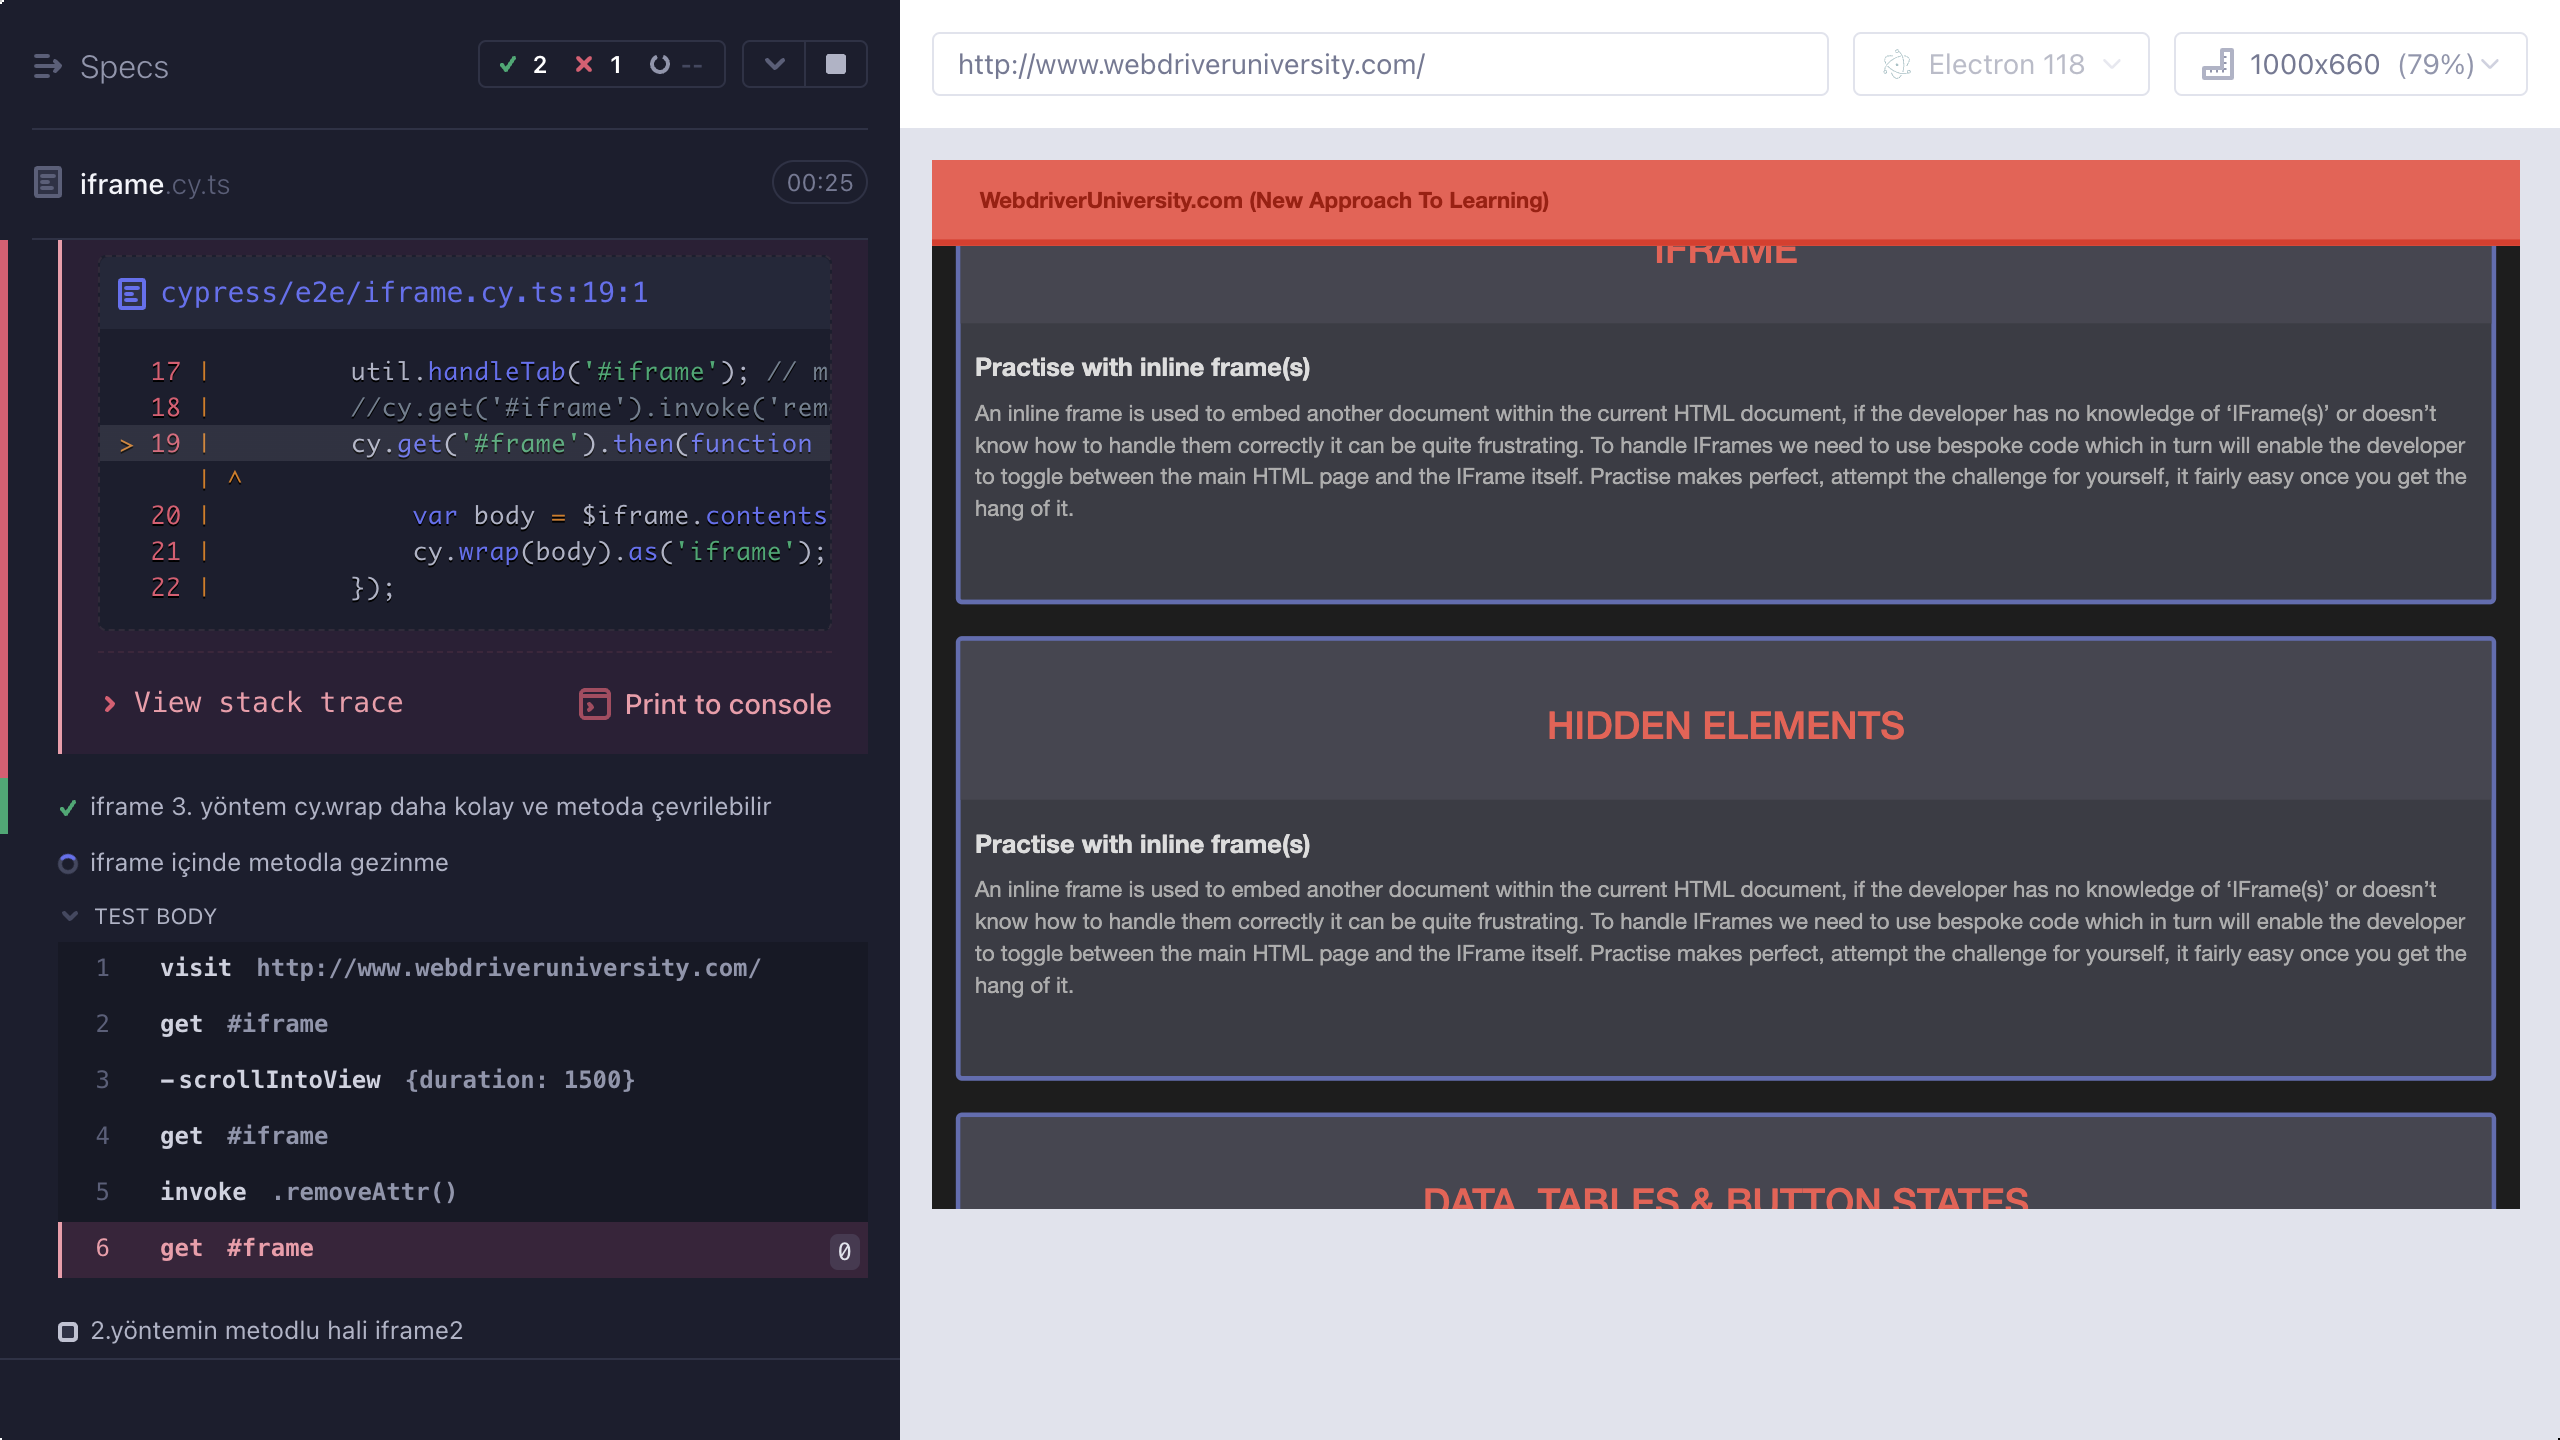 Specs
2 1 --
iframe.cy.ts
00:25
cypress/e2e/iframe.cy.ts:19:1
17 | util.handleTab('#iframe'); // m
18 | //cy.get('#iframe').invoke('rem
> 19 | cy.get('#frame').then(function
| ^
20 | var body = $iframe.contents
21 | cy.wrap(body).as('iframe');
22 | });
View stack trace
Print to console
iframe 3. yöntem cy.wrap daha kolay ve metoda çevrilebilir
iframe içinde metodla gezinme
TEST BODY
1 visit http://www.webdriveruniversity.com/
2 get #iframe
3 -scrollIntoView {duration: 1500}
4 get #iframe
5 invoke .removeAttr()
6 get #frame 0
2.yöntemin metodlu hali iframe2
http://www.webdriveruniversity.com/
Electron 118
1000x660 (79%)
WebdriverUniversity.com (New Approach To Learning)
IFRAME
Practise with inline frame(s)
An inline frame is used to embed another document within the current HTML document, if the developer has no knowledge of ‘IFrame(s)’ or doesn’t
know how to handle them correctly it can be quite frustrating. To handle IFrames we need to use bespoke code which in turn will enable the developer
to toggle between the main HTML page and the IFrame itself. Practise makes perfect, attempt the challenge for yourself, it fairly easy once you get the
hang of it.
HIDDEN ELEMENTS
Practise with inline frame(s)
An inline frame is used to embed another document within the current HTML document, if the developer has no knowledge of ‘IFrame(s)’ or doesn’t
know how to handle them correctly it can be quite frustrating. To handle IFrames we need to use bespoke code which in turn will enable the developer
to toggle between the main HTML page and the IFrame itself. Practise makes perfect, attempt the challenge for yourself, it fairly easy once you get the
hang of it.
DATA, TABLES & BUTTON STATES